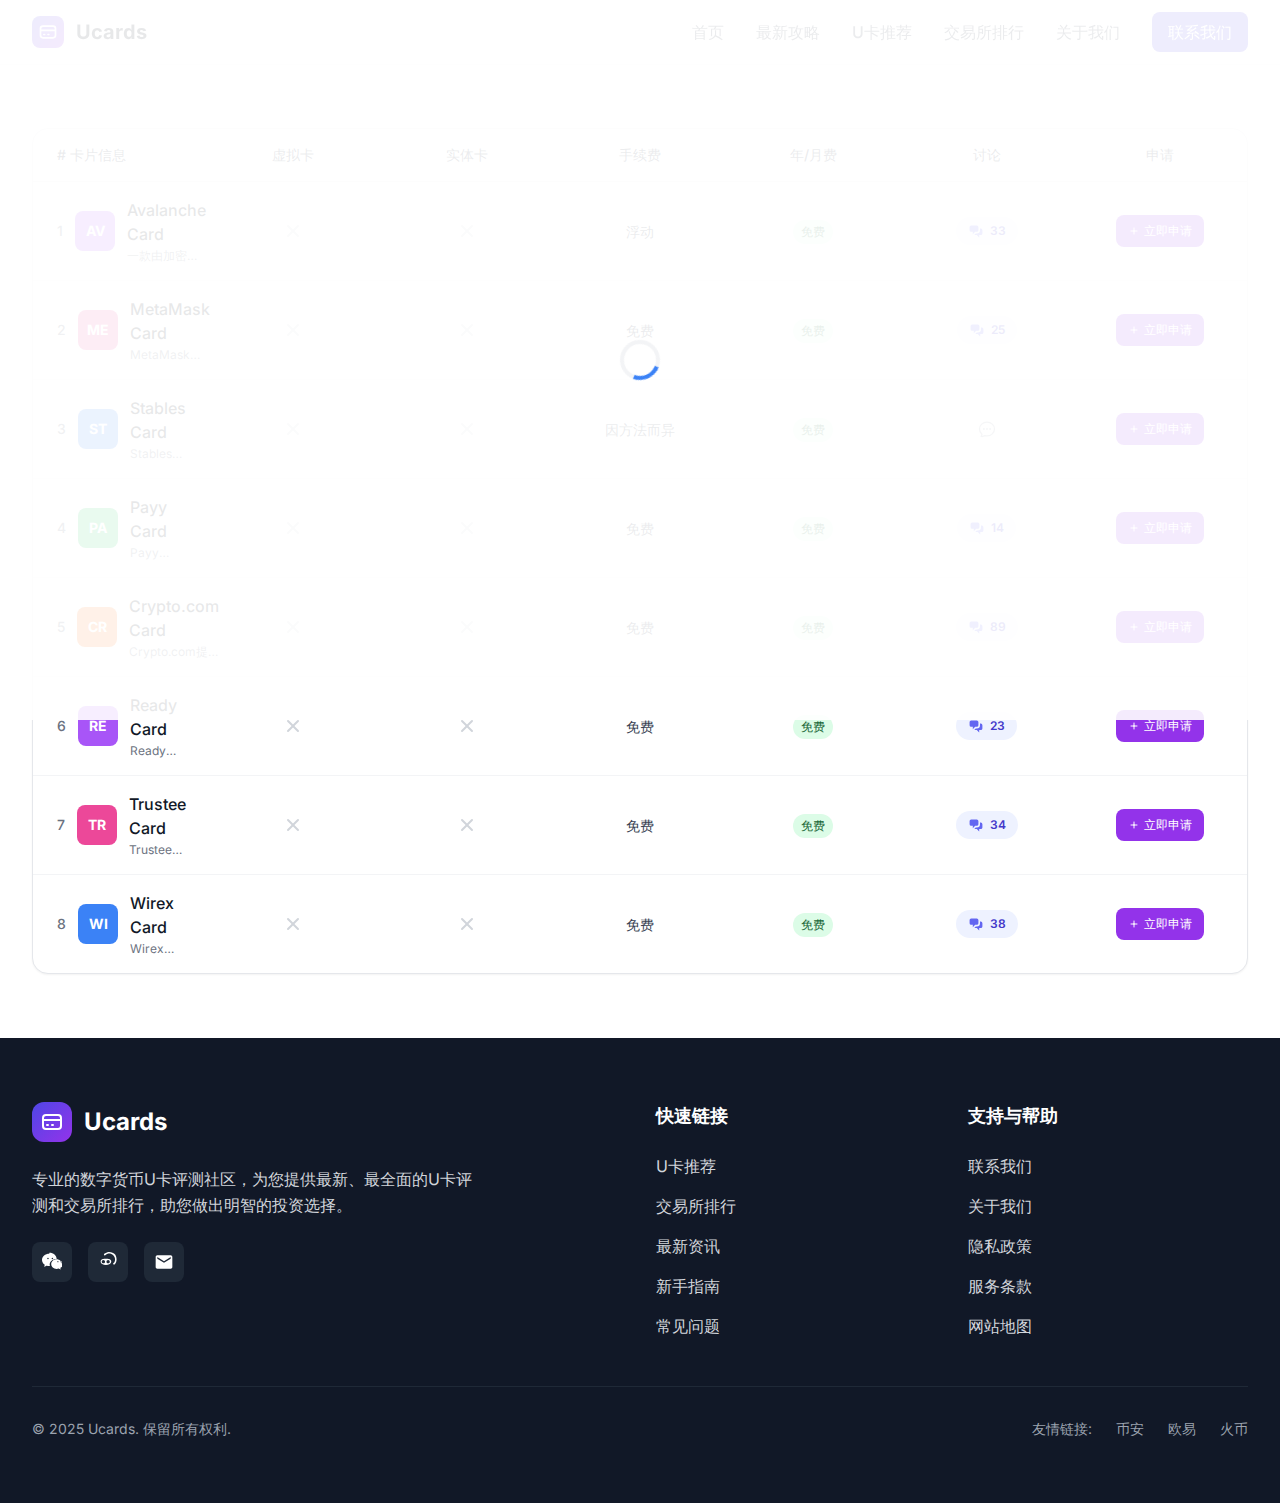 Ucards
首页 最新攻略 U卡推荐 交易所排行 关于我们 联系我们
# 卡片信息 虚拟卡 实体卡 手续费 年/月费 讨论 申请
1 AV Avalanche Card 一款由加密... 浮动 免费 33 + 立即申请
2 ME MetaMask Card MetaMask... 免费 免费 25 + 立即申请
3 ST Stables Card Stables... 因方法而异 免费 + 立即申请
4 PA Payy Card Payy... 免费 免费 14 + 立即申请
5 CR Crypto.com Card Crypto.com提... 免费 免费 89 + 立即申请
6 RE Ready Card Ready... 免费 免费 23 + 立即申请
7 TR Trustee Card Trustee... 免费 免费 34 + 立即申请
8 WI Wirex Card Wirex... 免费 免费 38 + 立即申请
Ucards
专业的数字货币U卡评测社区，为您提供最新、最全面的U卡评
测和交易所排行，助您做出明智的投资选择。
快速链接
U卡推荐
交易所排行
最新资讯
新手指南
常见问题
支持与帮助
联系我们
关于我们
隐私政策
服务条款
网站地图
© 2025 Ucards. 保留所有权利.
友情链接: 币安 欧易 火币